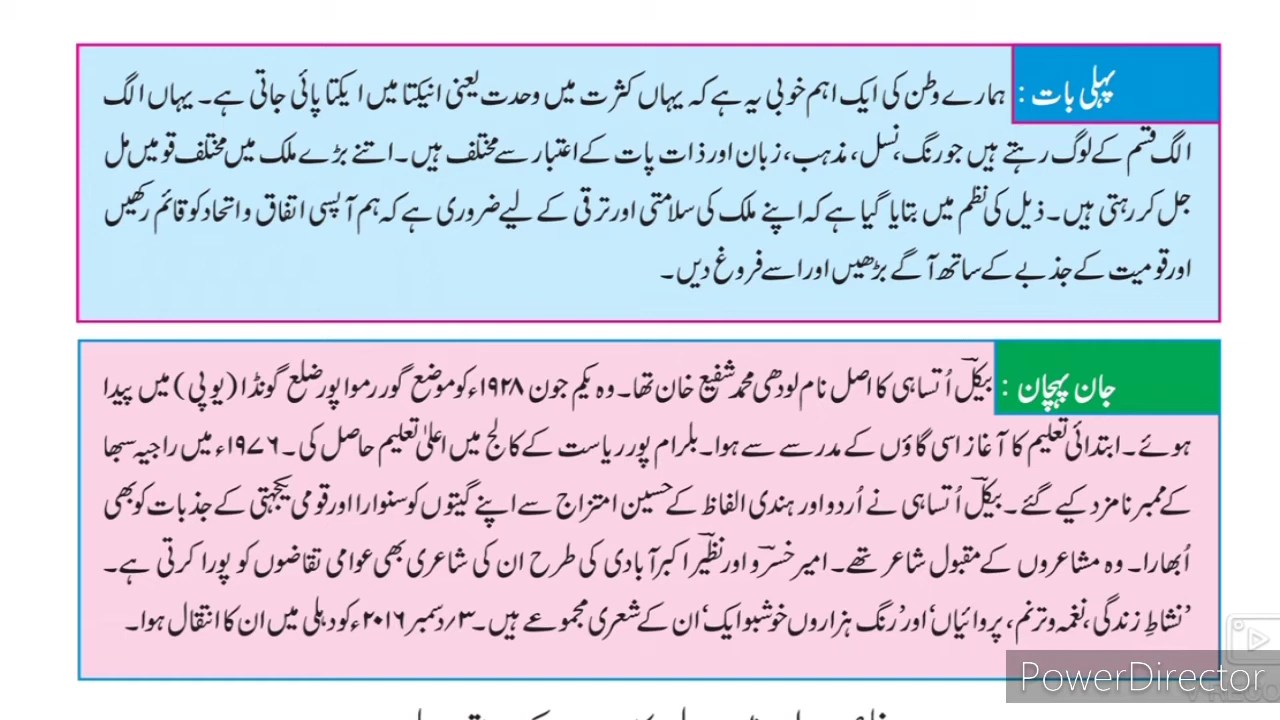 پہلی بات : ہمارے وطن کی ایک اہم خوبی یہ ہے کہ یہاں کثرت میں وحدت یعنی انیکتا میں ایکتا پائی جاتی ہے۔ یہاں الگ
الگ قسم کے لوگ رہتے ہیں جو رنگ، نسل، مذہب، زبان اور ذات پات کے اعتبار سے مختلف ہیں۔ اتنے بڑے ملک میں مختلف قومیں مل
جل کر رہتی ہیں۔ ذیل کی نظم میں بتایا گیا ہے کہ اپنے ملک کی سلامتی اور ترقی کے لیے ضروری ہے کہ ہم آپسی اتفاق و اتحاد کو قائم رکھیں
اور قومیت کے جذبے کے ساتھ آگے بڑھیں اور اسے فروغ دیں۔
جان پہچان : بیکلؔ اُتساہی کا اصل نام لودھی محمد شفیع خان تھا۔ وہ یکم جون ۱۹۲۸ء کو موضع گور رموا پور ضلع گونڈا (یوپی) میں پیدا
ہوئے۔ ابتدائی تعلیم کا آغاز اسی گاؤں کے مدرسے سے ہوا۔ بلرام پور ریاست کے کالج میں اعلیٰ تعلیم حاصل کی۔ ۱۹۷۶ء میں راجیہ سبھا
کے ممبر نامزد کیے گئے۔ بیکلؔ اُتساہی نے اُردو اور ہندی الفاظ کے حسین امتزاج سے اپنے گیتوں کو سنوارا اور قومی یکجہتی کے جذبات کو بھی
اُبھارا۔ وہ مشاعروں کے مقبول شاعر تھے۔ امیر خسروؔ اور نظیرؔ اکبرآبادی کی طرح ان کی شاعری بھی عوامی تقاضوں کو پورا کرتی ہے۔
'نشاطِ زندگی، نغمہ و ترنم، پروائیاں' اور 'رنگ ہزاروں خوشبو ایک' ان کے شعری مجموعے ہیں۔ ۳؍دسمبر ۲۰۱۶ء کو دہلی میں ان کا انتقال ہوا۔
PowerDirector